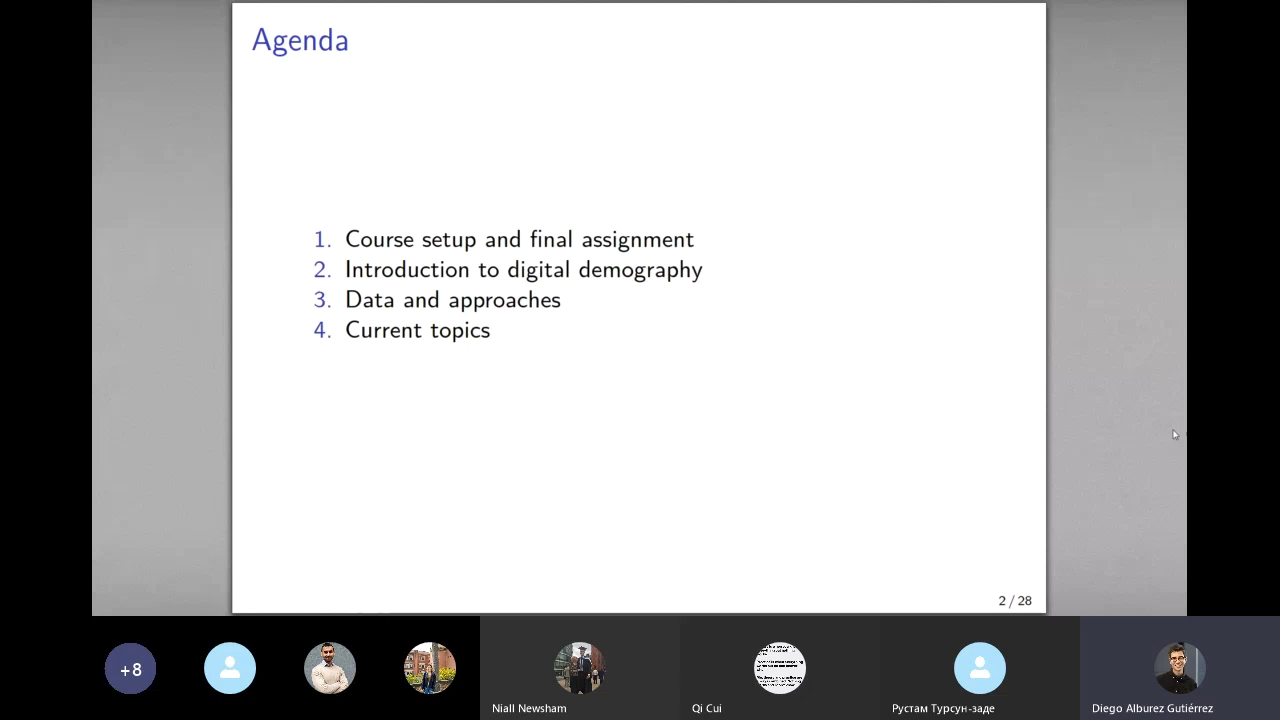 Agenda
1. Course setup and final assignment
2. Introduction to digital demography
3. Data and approaches
4. Current topics
2 / 28
+8
Niall Newsham
Qi Cui
Рустам Турсун-заде
Diego Alburez Gutiérrez